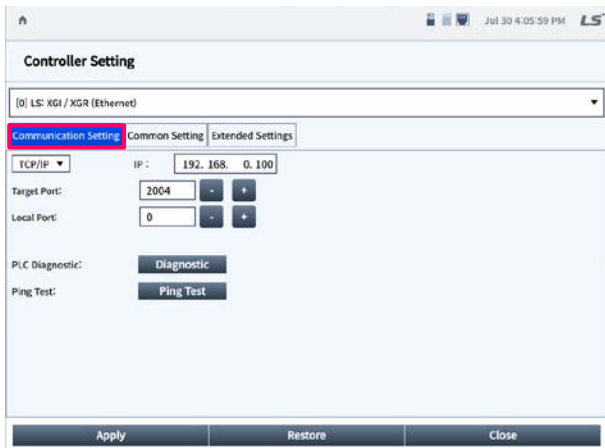 Jul 30 4:05:59 PM LS
Controller Setting
[0] LS: XGI / XGR (Ethernet)
Communication Setting Common Setting Extended Settings
TCP/IP IP : 192. 168. 0. 100
Target Port: 2004 - +
Local Port: 0 - +
PLC Diagnostic: Diagnostic
Ping Test: Ping Test
Apply Restore Close